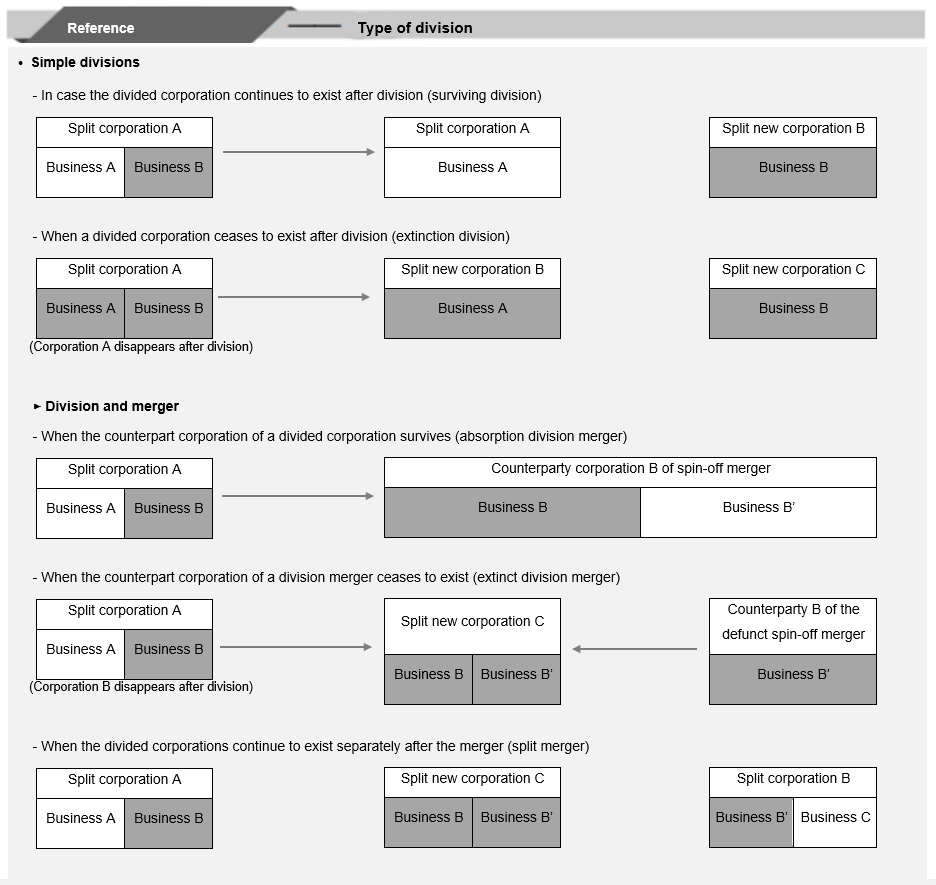 Reference
Type of division
• Simple divisions
- In case the divided corporation continues to exist after division (surviving division)
Split corporation A
Business A
Business B
Split corporation A
Business A
Split new corporation B
Business B
- When a divided corporation ceases to exist after division (extinction division)
Split corporation A
Business A
Business B
(Corporation A disappears after division)
Split new corporation B
Business A
Split new corporation C
Business B
► Division and merger
- When the counterpart corporation of a divided corporation survives (absorption division merger)
Split corporation A
Business A
Business B
Counterparty corporation B of spin-off merger
Business B
Business B’
- When the counterpart corporation of a division merger ceases to exist (extinct division merger)
Split corporation A
Business A
Business B
(Corporation B disappears after division)
Split new corporation C
Business B
Business B’
Counterparty B of the
defunct spin-off merger
Business B’
- When the divided corporations continue to exist separately after the merger (split merger)
Split corporation A
Business A
Business B
Split new corporation C
Business B
Business B’
Split corporation B
Business B’
Business C